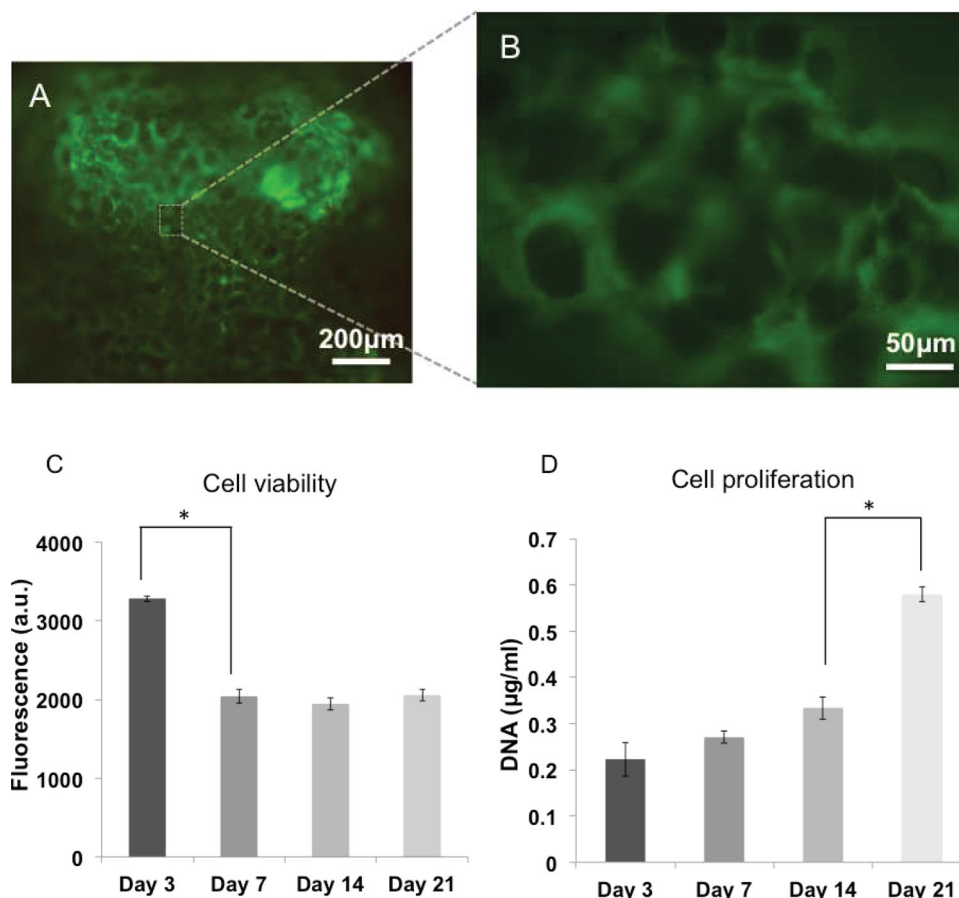 A
200μm
B
50μm
C
Cell viability
*
4000
3000
2000
1000
0
Fluorescence (a.u.)
Day 3 Day 7 Day 14 Day 21
D
Cell proliferation
*
0.7
0.6
0.5
0.4
0.3
0.2
0.1
0
DNA (μg/ml)
Day 3 Day 7 Day 14 Day 21